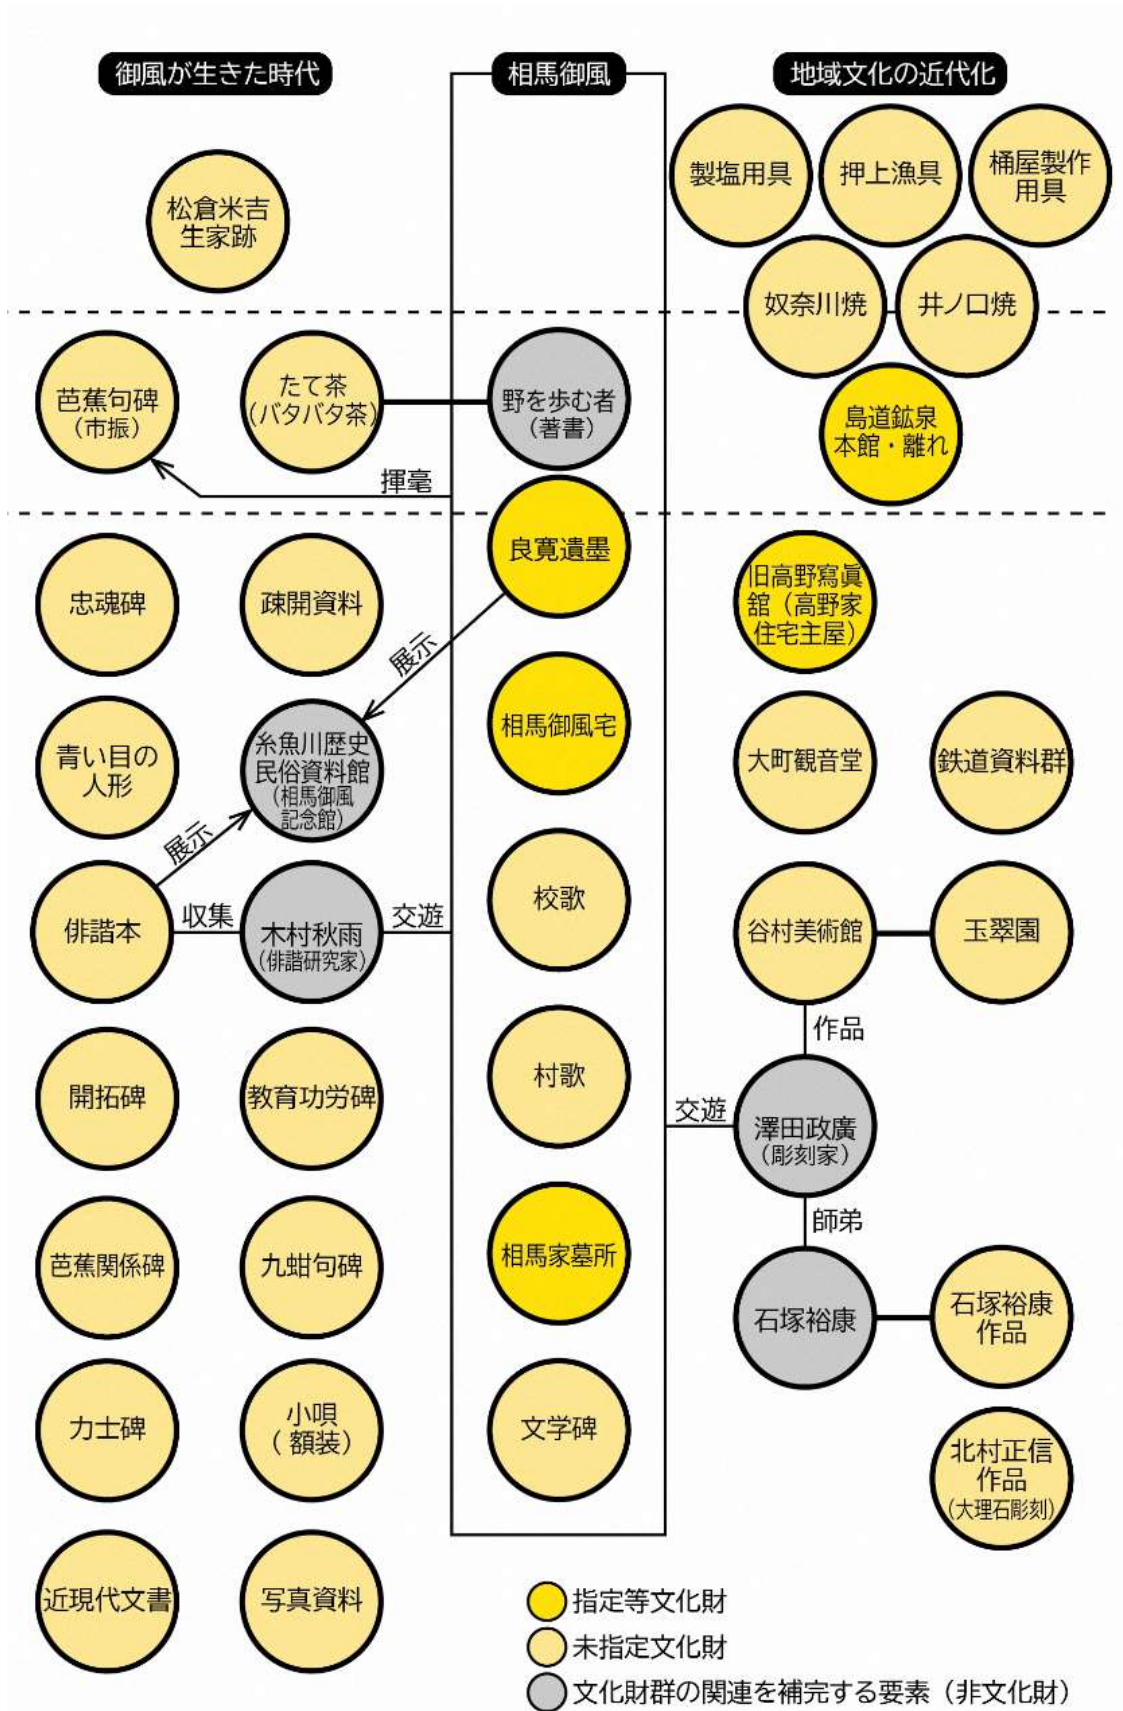 御風が生きた時代
相馬御風
地域文化の近代化
松倉米吉
生家跡
製塩用具
押上漁具
桶屋製作
用具
奴奈川焼
井ノ口焼
芭蕉句碑
（市振）
たて茶
（バタバタ茶）
野を歩む者
（著書）
島道鉱泉
本館・離れ
揮毫
良寛遺墨
忠魂碑
疎開資料
旧高野寫眞
舘（高野家
住宅主屋）
展示
相馬御風宅
青い目の
人形
糸魚川歴史
民俗資料館
（相馬御風
記念館）
大町観音堂
鉄道資料群
展示
校歌
俳諧本
収集
木村秋雨
（俳諧研究家）
交遊
谷村美術館
玉翠園
作品
開拓碑
教育功労碑
村歌
交遊
澤田政廣
（彫刻家）
師弟
芭蕉関係碑
九蚶句碑
相馬家墓所
石塚裕康
石塚裕康
作品
力士碑
小唄
（額装）
文学碑
北村正信
作品
（大理石彫刻）
近現代文書
写真資料
指定等文化財
未指定文化財
文化財群の関連を補完する要素（非文化財）